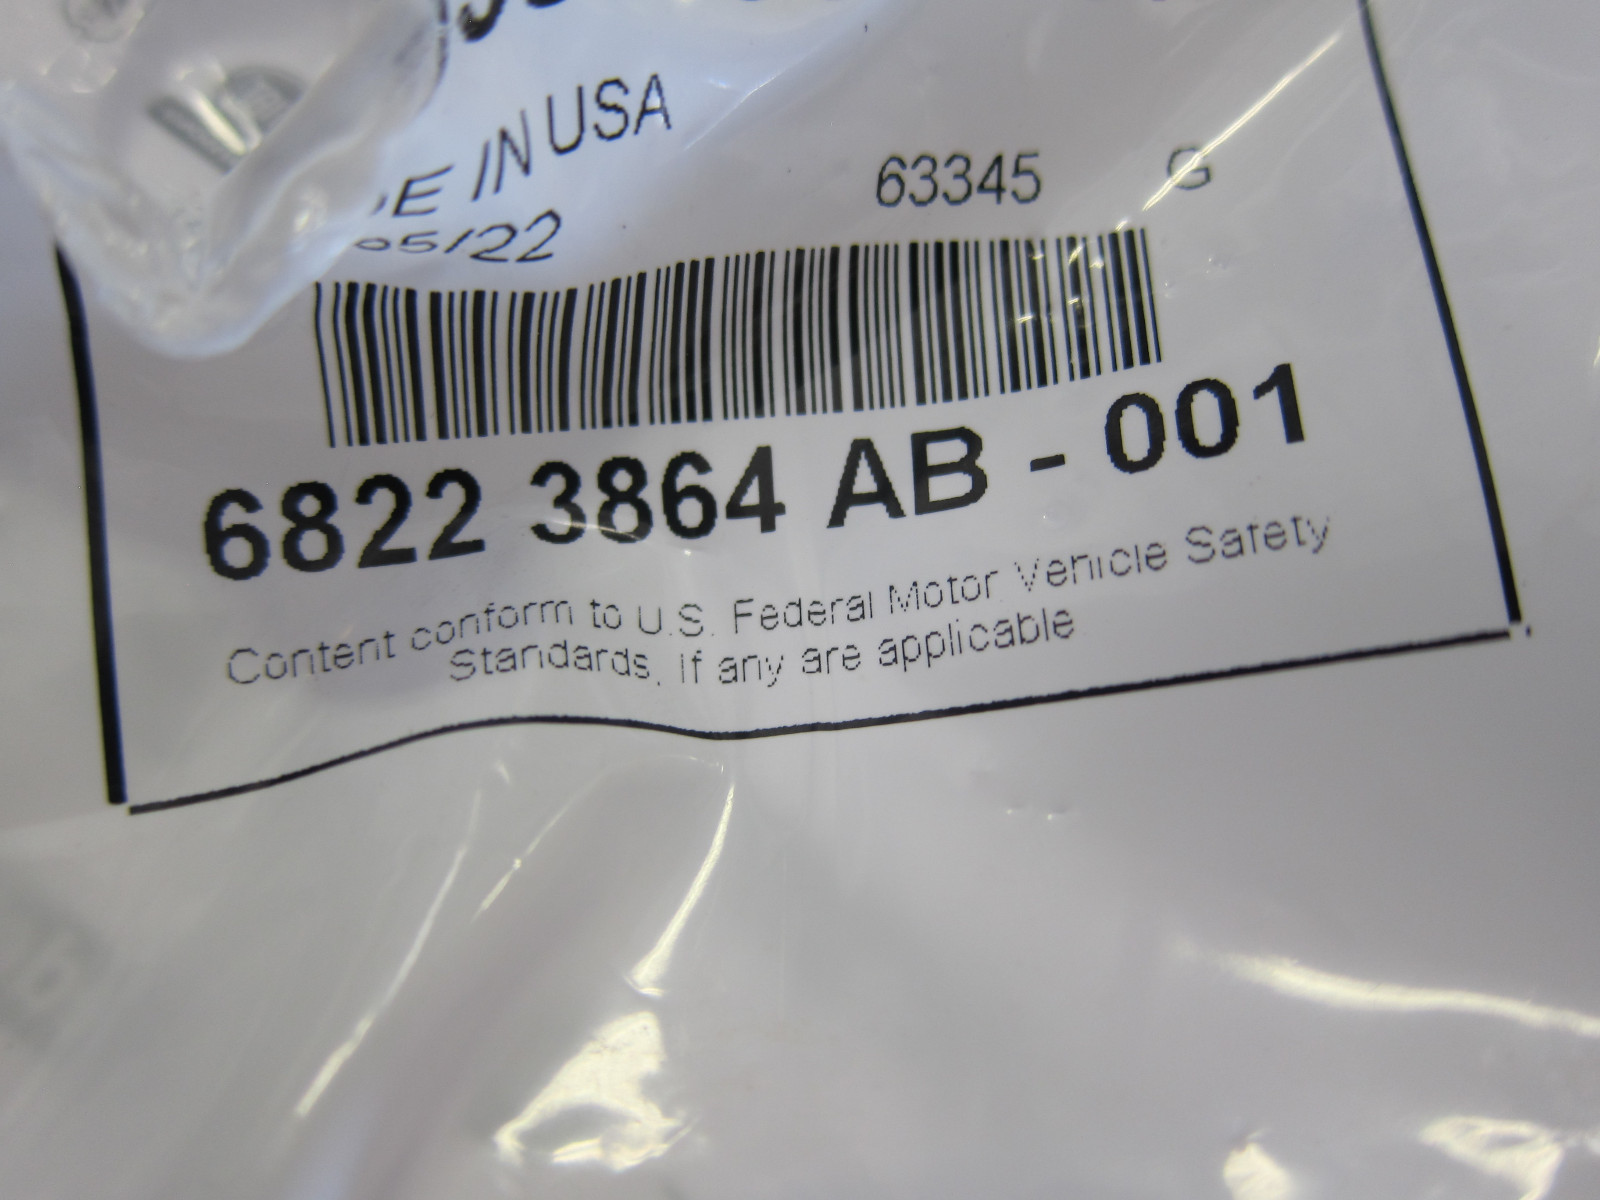 IN USA
05/22
63345 G
6822 3864 AB - 001
Content conform to U.S. Federal Motor Vehicle Safety
Standards, If any are applicable